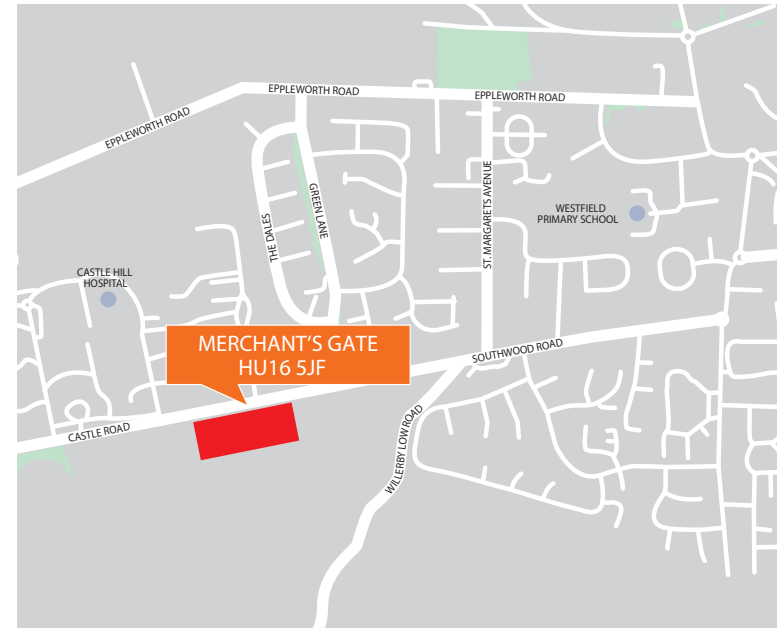 EPPLEWORTH ROAD
EPPLEWORTH ROAD
EPPLEWORTH ROAD
GREEN LANE
THE DALES
ST. MARGARETS AVENUE
WESTFIELD
PRIMARY SCHOOL
CASTLE HILL
HOSPITAL
MERCHANT'S GATE
HU16 5JF
SOUTHWOOD ROAD
CASTLE ROAD
WILLERBY LOW ROAD